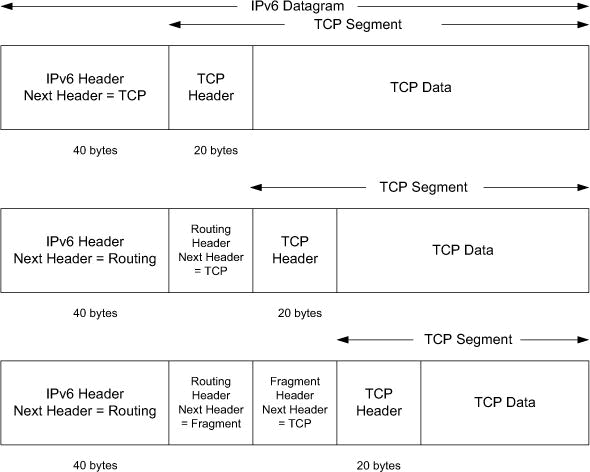 IPv6 Datagram
TCP Segment
IPv6 Header
Next Header = TCP
TCP
Header
TCP Data
40 bytes
20 bytes
TCP Segment
IPv6 Header
Next Header = Routing
Routing
Header
Next Header
= TCP
TCP
Header
TCP Data
40 bytes
20 bytes
TCP Segment
IPv6 Header
Next Header = Routing
Routing
Header
Next Header
=Fragment
Fragment
Header
Next Header
=TCP
TCP
Header
TCP Data
40 bytes
20 bytes